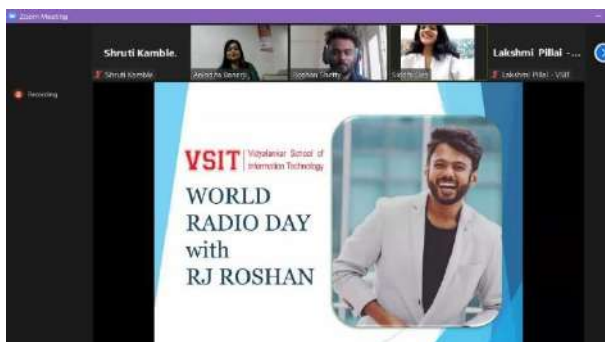 Zoom Meeting
Shruti Kamble.
Lakshmi Pillai - ...
Shruti Kamble
Roshan Shetty
Lakshmi Pillai - VSIT
Recording
VSIT Vidyalankar School of
Information Technology
WORLD
RADIO DAY
with
RJ ROSHAN